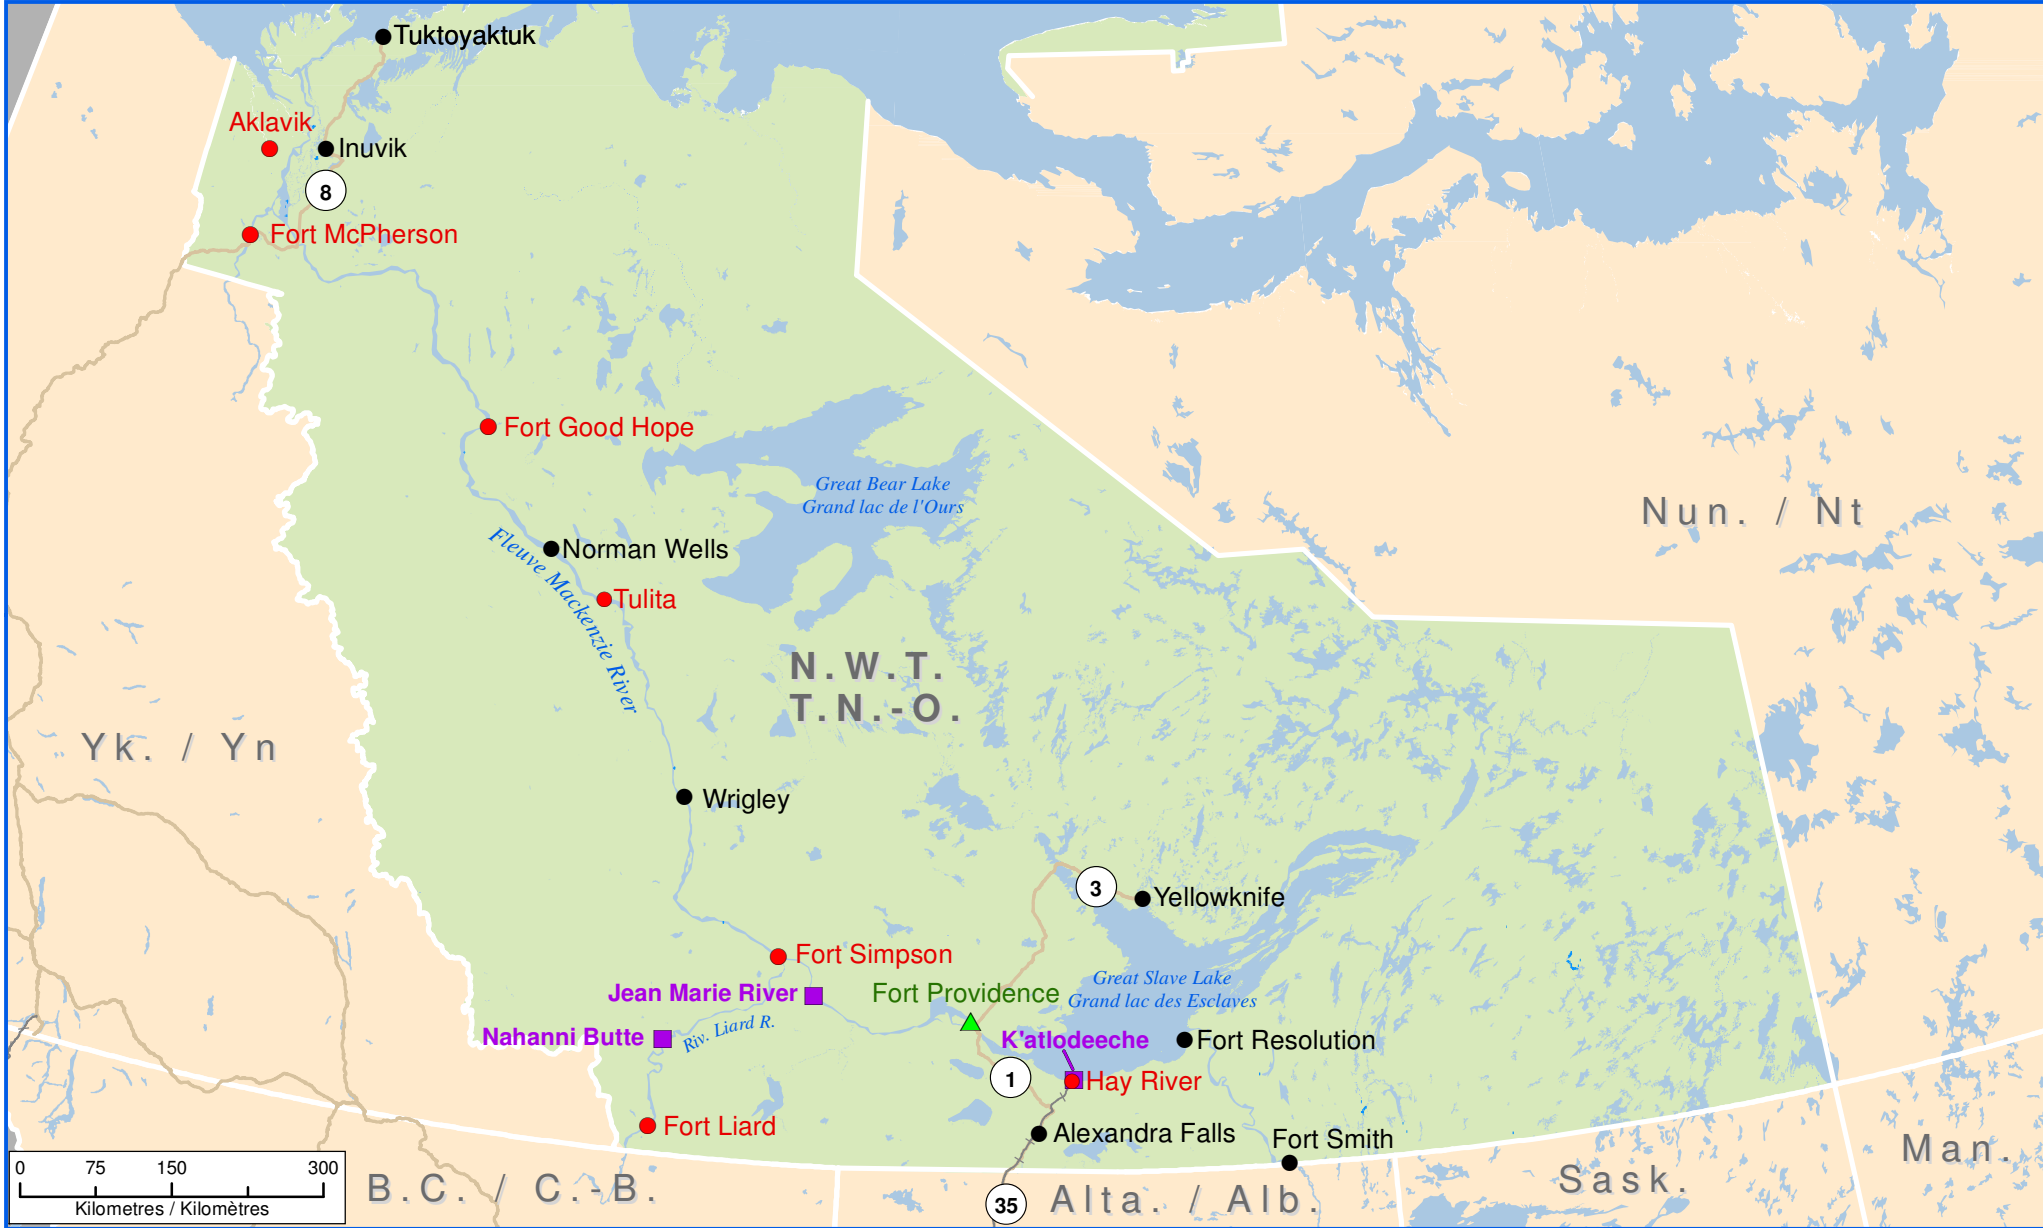 Tuktoyaktuk
Aklavik
Inuvik
8
Fort McPherson
Fort Good Hope
Great Bear Lake
Grand lac de l'Ours
Nun. / Nt
Norman Wells
Fleuve Mackenzie River
Tulita
N.W.T.
T.N.-O.
Yk. / Yn
Wrigley
3
Yellowknife
Fort Simpson
Great Slave Lake
Grand lac des Esclaves
Jean Marie River
Fort Providence
Nahanni Butte
Riv. Liard R.
K'atlodeeche
Fort Resolution
1
Hay River
Fort Liard
Alexandra Falls
Fort Smith
Man.
0 75 150 300
Kilometres / Kilomètres
B.C. / C.-B.
35
Alta. / Alb.
Sask.